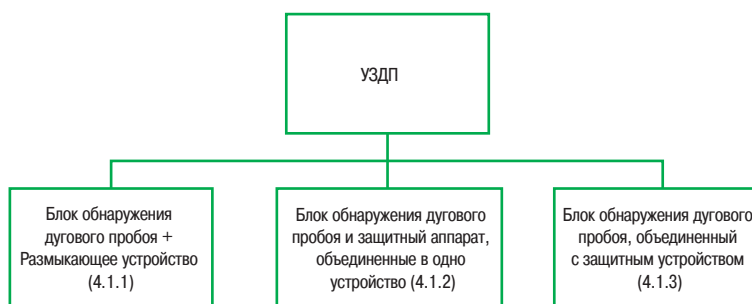 УЗДП
Блок обнаружения
дугового пробоя +
Размыкающее устройство
(4.1.1)
Блок обнаружения дугового
пробоя и защитный аппарат,
объединенные в одно
устройство (4.1.2)
Блок обнаружения дугового
пробоя, объединенный
с защитным устройством
(4.1.3)